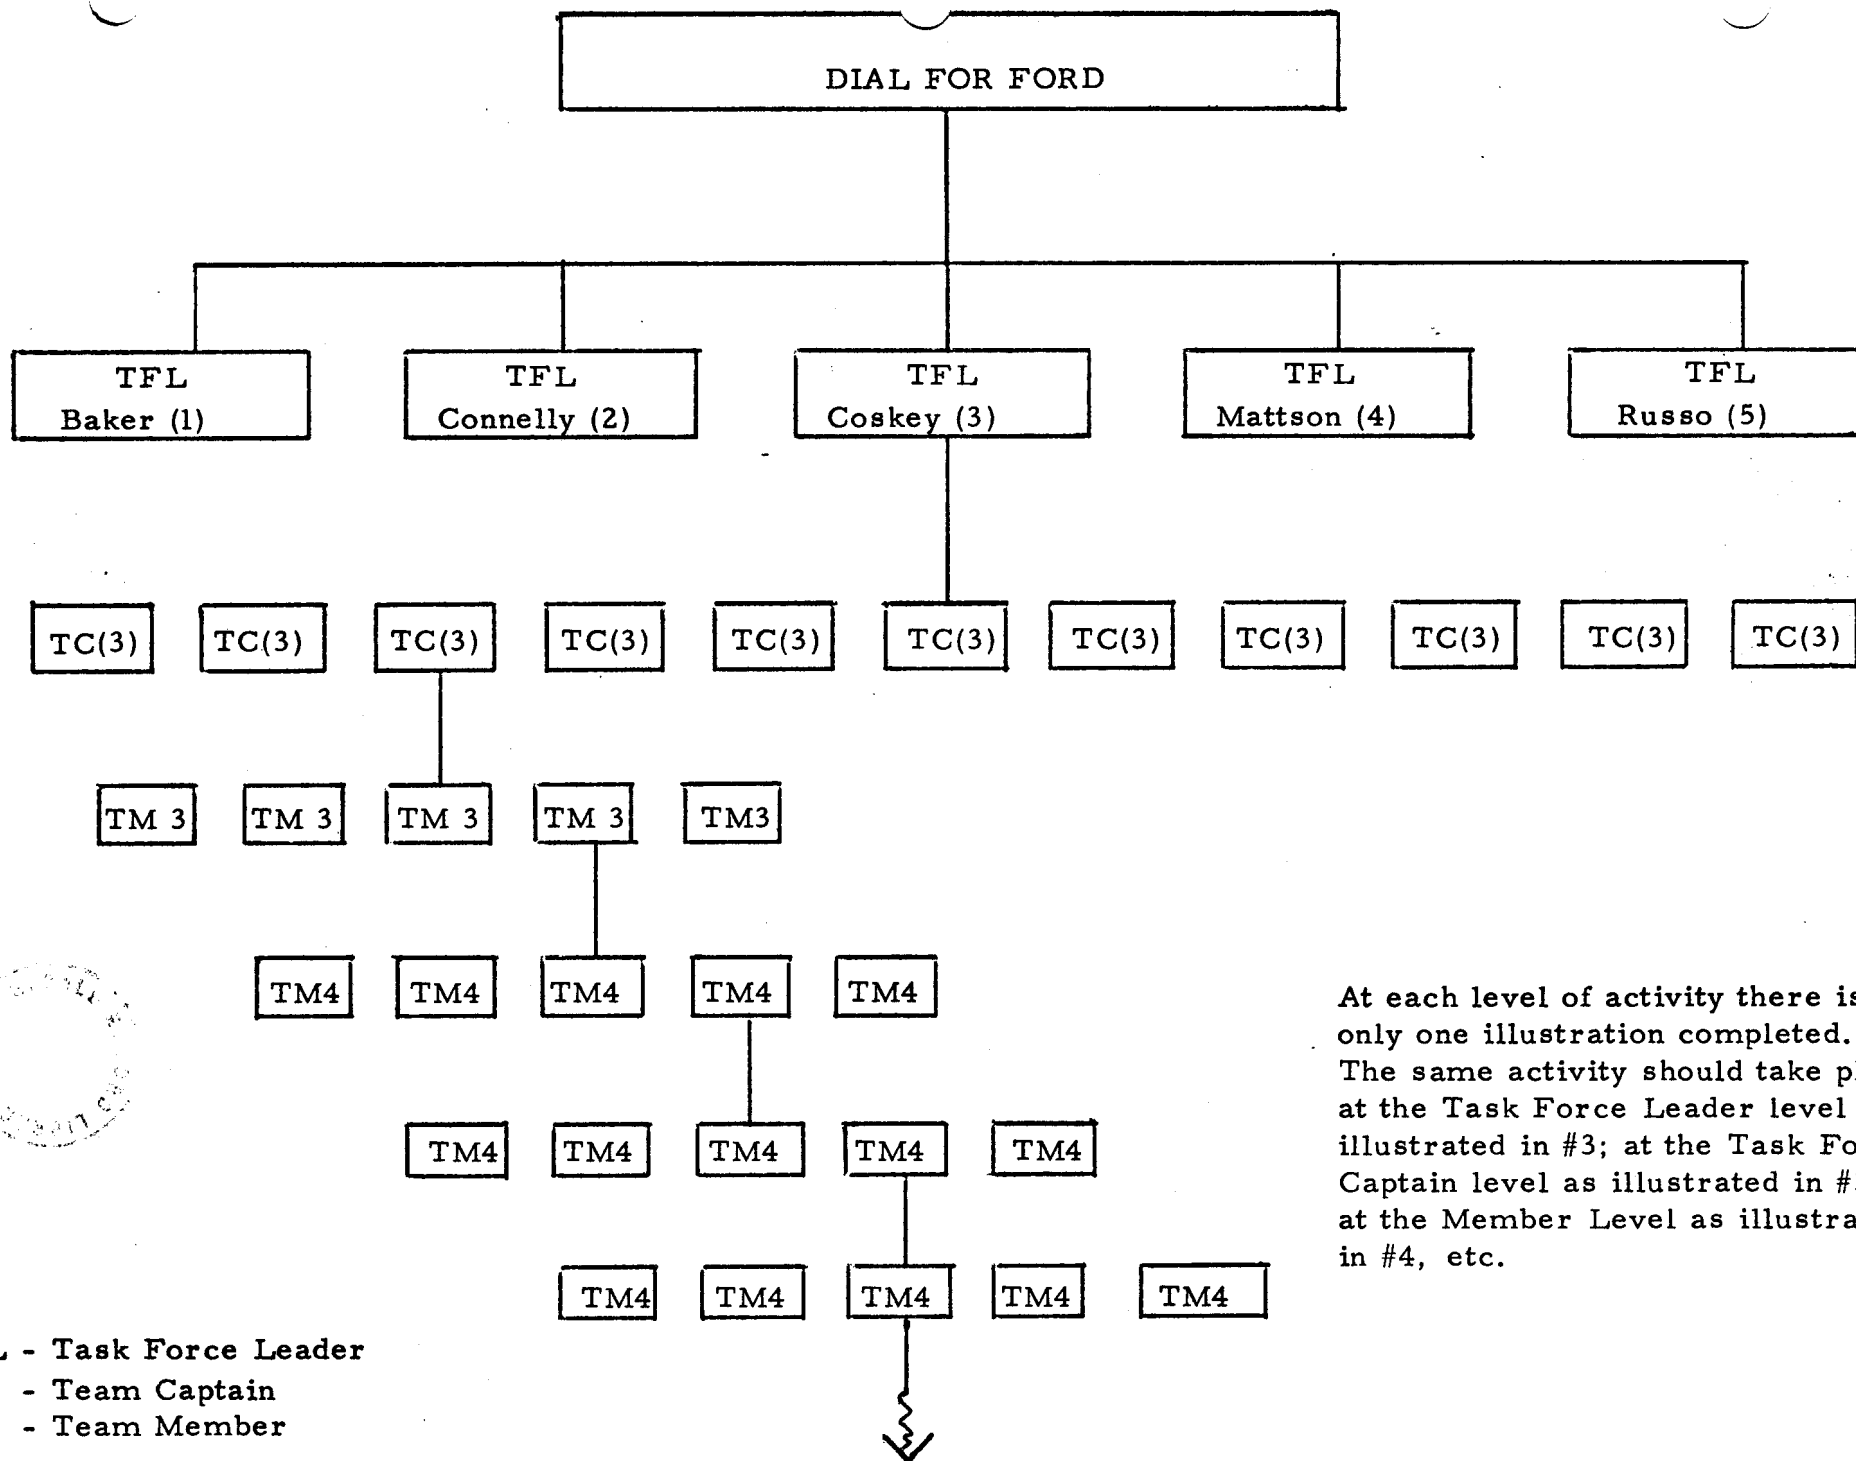 DIAL FOR FORD
TFL TFL TFL TFL TFL
Baker (1) Connelly (2) Coskey (3) Mattson (4) Russo (5)
TC(3) TC(3) TC(3) TC(3) TC(3) TC(3) TC(3) TC(3) TC(3) TC(3) TC(3)
TM 3 TM 3 TM 3 TM 3 TM3
TM4 TM4 TM4 TM4 TM4
TM4 TM4 TM4 TM4 TM4
TM4 TM4 TM4 TM4 TM4
At each level of activity there is
only one illustration completed.
The same activity should take
at the Task Force Leader level
illustrated in #3; at the Task
Captain level as illustrated in
at the Member Level as
in #4, etc.
- Task Force Leader
- Team Captain
- Team Member